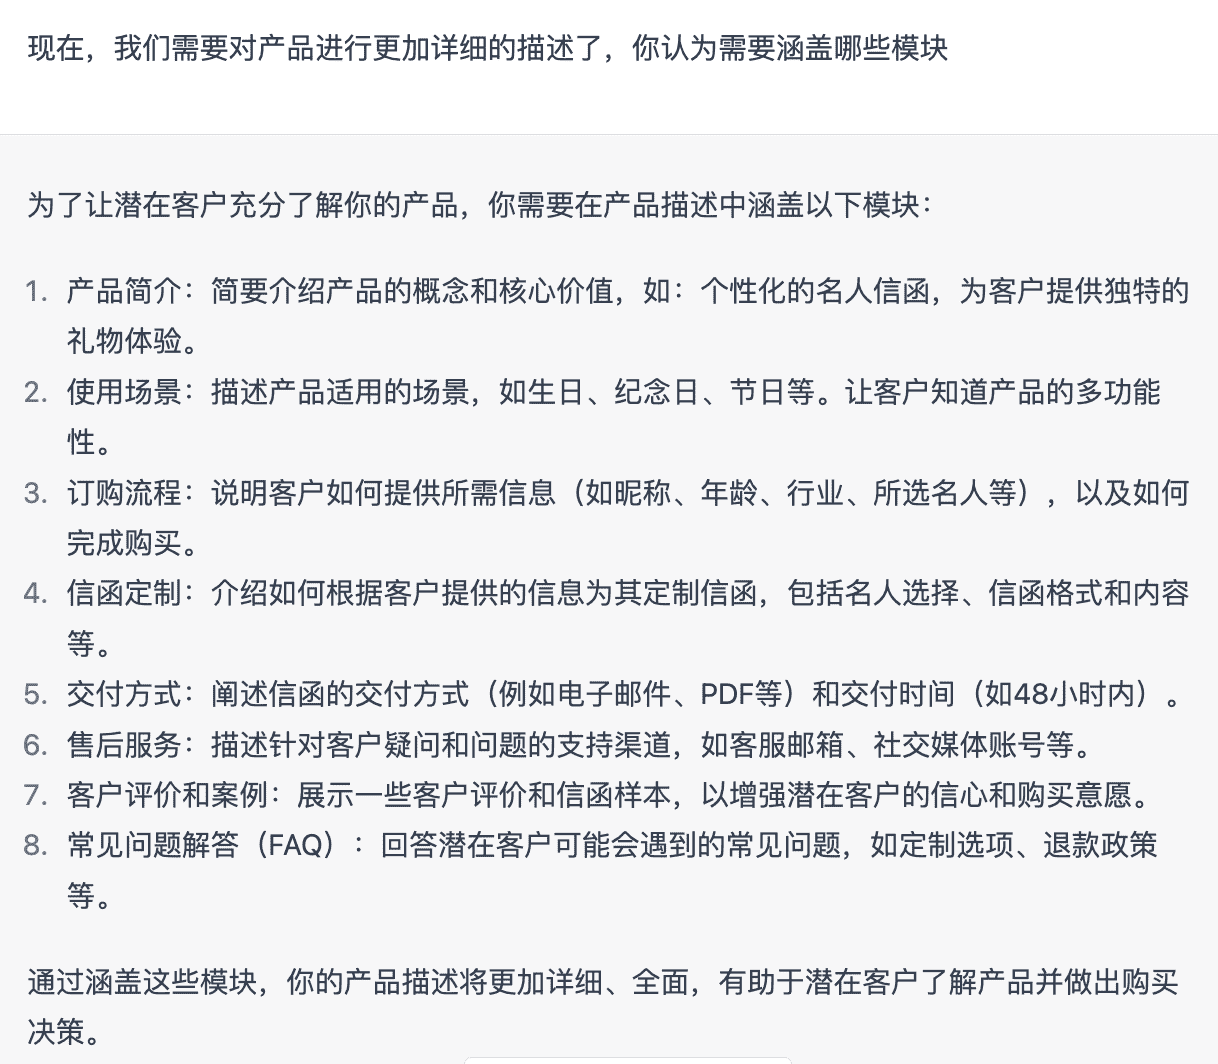 现在，我们需要对产品进行更加详细的描述了，你认为需要涵盖哪些模块
为了让潜在客户充分了解你的产品，你需要在产品描述中涵盖以下模块：
1. 产品简介：简要介绍产品的概念和核心价值，如：个性化的名人信函，为客户提供独特的
礼物体验。
2. 使用场景：描述产品适用的场景，如生日、纪念日、节日等。让客户知道产品的多功能
性。
3. 订购流程：说明客户如何提供所需信息（如昵称、年龄、行业、所选名人等），以及如何
完成购买。
4. 信函定制：介绍如何根据客户提供的信息为其定制信函，包括名人选择、信函格式和内容
等。
5. 交付方式：阐述信函的交付方式（例如电子邮件、PDF等）和交付时间（如48小时内）。
6. 售后服务：描述针对客户疑问和问题的支持渠道，如客服邮箱、社交媒体账号等。
7. 客户评价和案例：展示一些客户评价和信函样本，以增强潜在客户的信心和购买意愿。
8. 常见问题解答（FAQ）：回答潜在客户可能会遇到的常见问题，如定制选项、退款政策
等。
通过涵盖这些模块，你的产品描述将更加详细、全面，有助于潜在客户了解产品并做出购买
决策。